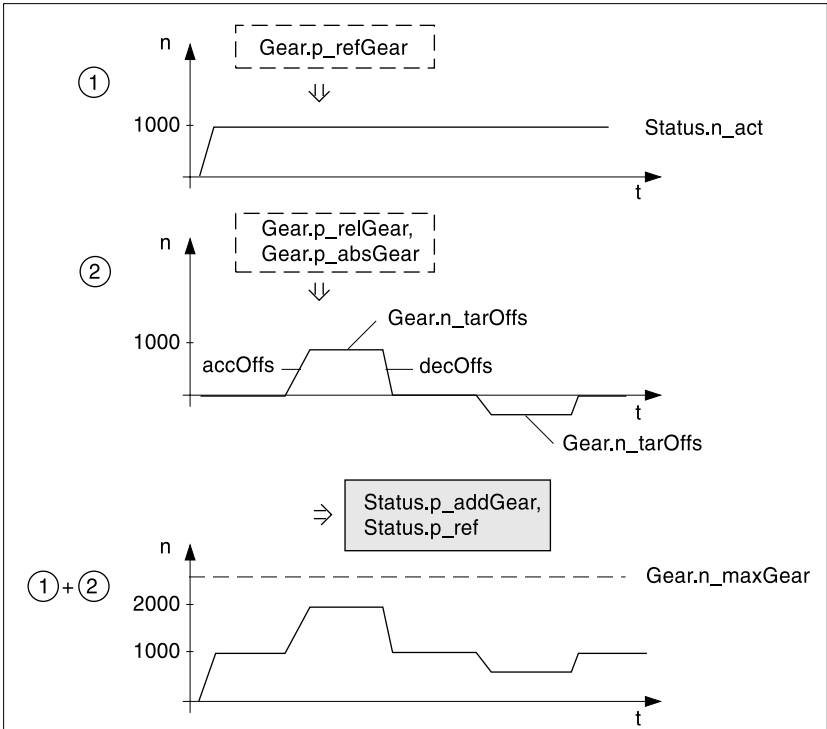 n
Gear.p_refGear
1
1000
Status.n_act
t
n
Gear.p_relGear,
Gear.p_absGear
2
1000
Gear.n_tarOffs
accOffs
decOffs
t
Gear.n_tarOffs
Status.p_addGear,
Status.p_ref
n
1 + 2
Gear.n_maxGear
2000
1000
t